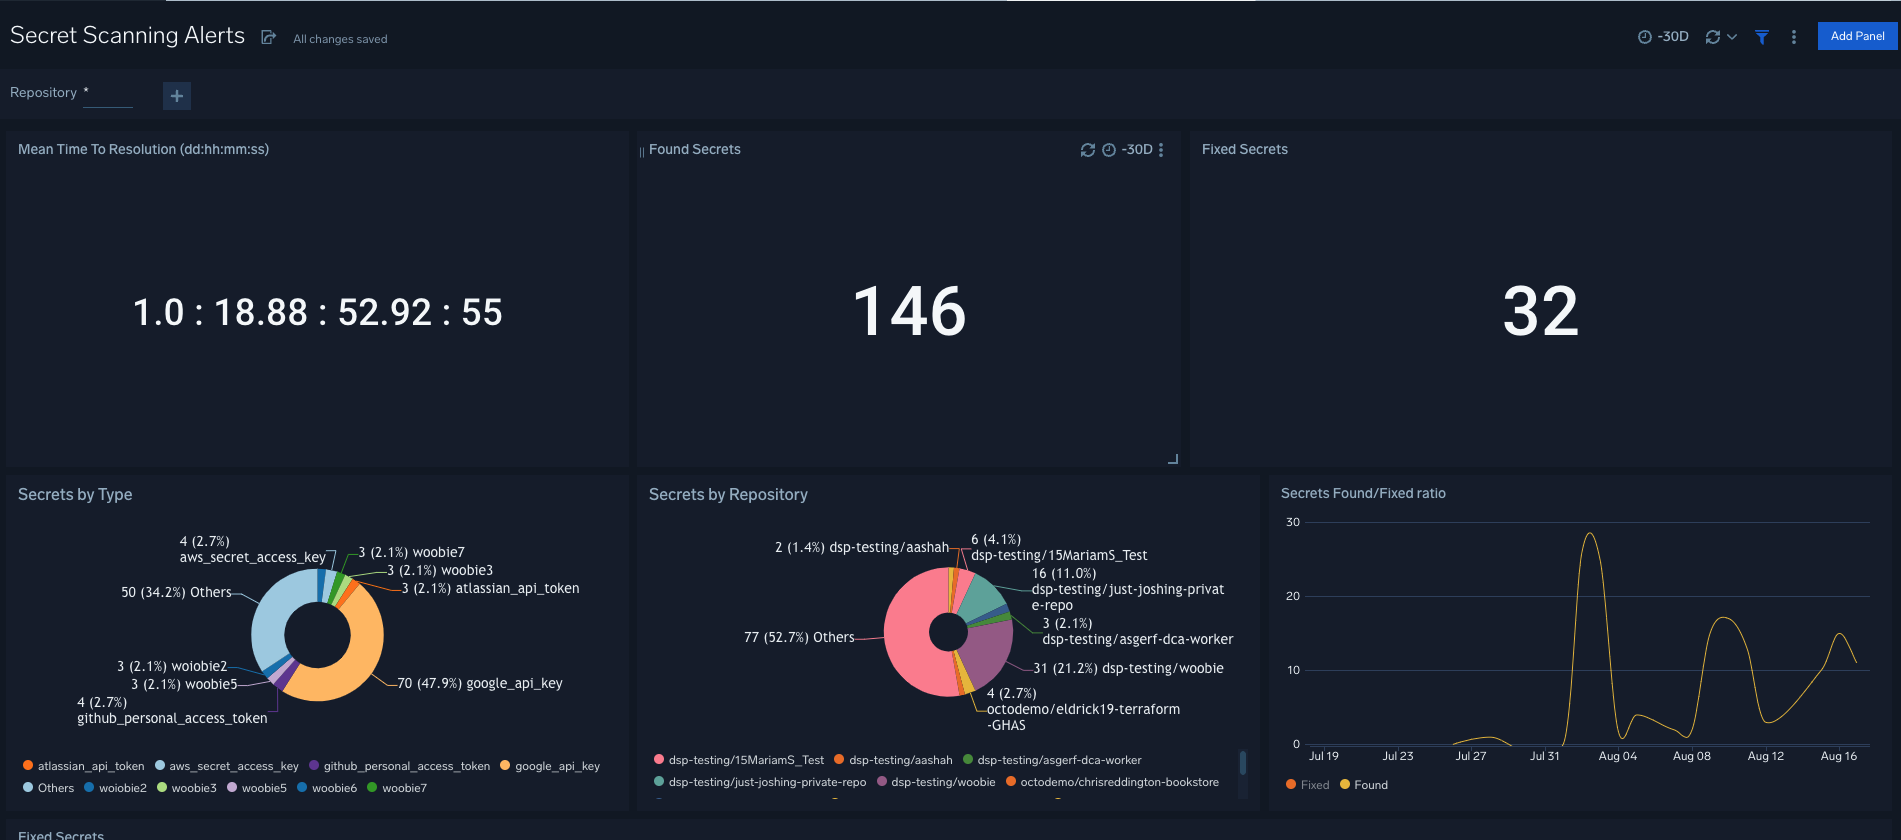 Secret Scanning Alerts
All changes saved
-30D
Add Panel
Repository *
+
Mean Time To Resolution (dd:hh:mm:ss)
1.0 : 18.88 : 52.92 : 55
Found Secrets
-30D
146
Fixed Secrets
32
Secrets by Type
4 (2.7%)
aws_secret_access_key
3 (2.1%) woobie7
3 (2.1%) woobie3
3 (2.1%) atlassian_api_token
50 (34.2%) Others
3 (2.1%) woiobie2
3 (2.1%) woobie5
70 (47.9%) google_api_key
4 (2.7%)
github_personal_access_token
atlassian_api_token aws_secret_access_key github_personal_access_token google_api_key
Others woiobie2 woobie3 woobie5 woobie6 woobie7
Secrets by Repository
2 (1.4%) dsp-testing/aashah
6 (4.1%)
dsp-testing/15MariamS_Test
16 (11.0%)
dsp-testing/just-joshing-privat
e-repo
3 (2.1%)
dsp-testing/asgerf-dca-worker
77 (52.7%) Others
31 (21.2%) dsp-testing/woobie
4 (2.7%)
octodemo/eldrick19-terraform
-GHAS
dsp-testing/15MariamS_Test dsp-testing/aashah dsp-testing/asgerf-dca-worker
dsp-testing/just-joshing-private-repo dsp-testing/woobie octodemo/chrisreddington-bookstore
Secrets Found/Fixed ratio
30
20
10
0
Jul 19 Jul 23 Jul 27 Jul 31 Aug 04 Aug 08 Aug 12 Aug 16
Fixed Found
Fixed Secrets